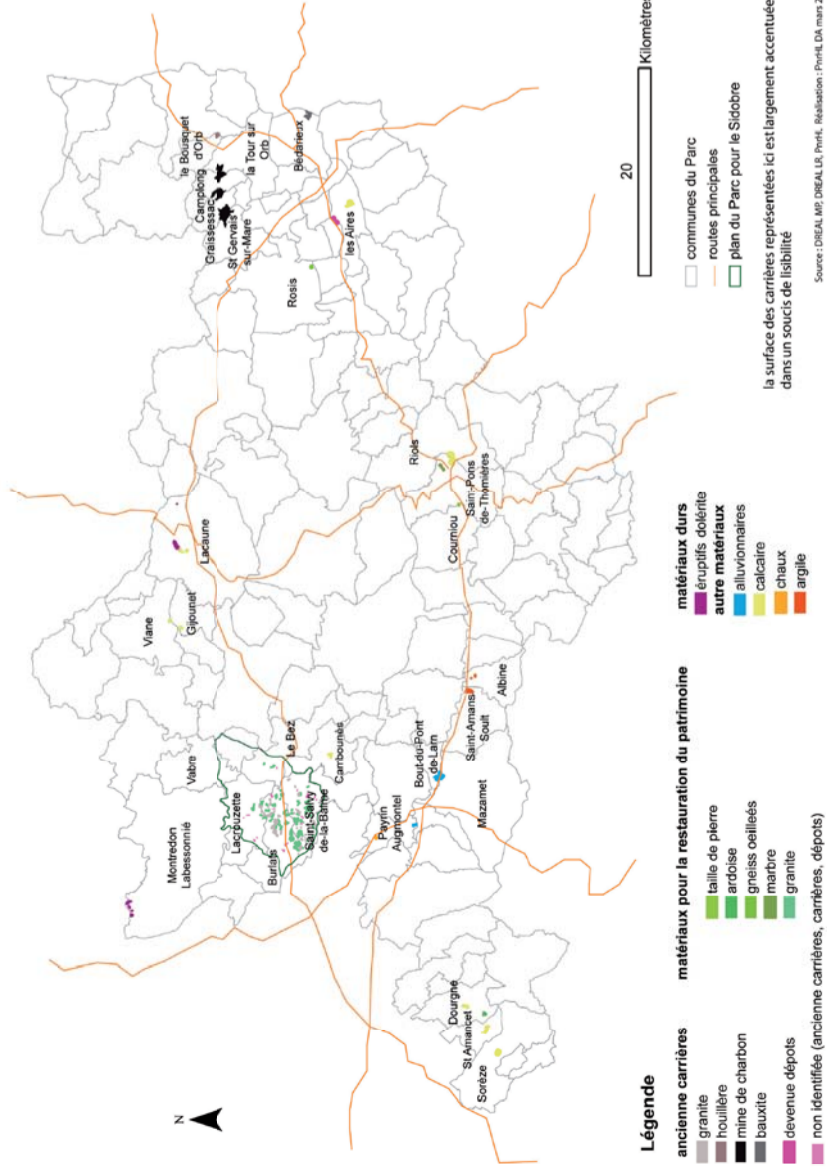 N
le Bousquet
d'Orb
Camplong
Graissessac
la Tour sur
Orb
St Gervais
sur-Mare
Bédarieux
les Aires
Rosis
Riols
Saint-Pons
de-Thomières
Courniou
Lacaune
Viane
Gijounet
Vabre
Le Bez
Lacrouzette
Burlats
Saint-Salvy
de-la-Balme
Cambounès
Montredon
Labessonnié
Payrin
Augmontel
Bout-du-Pont
de-Larn
Mazamet
Saint-Amans
Soult
Albine
Dourgne
St Amancet
Sorèze
20
Kilomètres
Légende
ancienne carrières
granite
houillère
mine de charbon
bauxite
devenue dépots
non identifiée (ancienne carrières, carrières, dépots)
matériaux pour la restauration du patrimoine
taille de pierre
ardoise
gneiss oeilleés
marbre
granite
matériaux durs
éruptifs dolérite
autre matériaux
alluvionnaires
calcaire
chaux
argile
communes du Parc
routes principales
plan du Parc pour le Sidobre
la surface des carrières représentées ici est largement accentuée
dans un soucis de lisibilité
Source : DREAL MP, DREAL LR, PnrHL, Réalisation : PnrHL DA mars